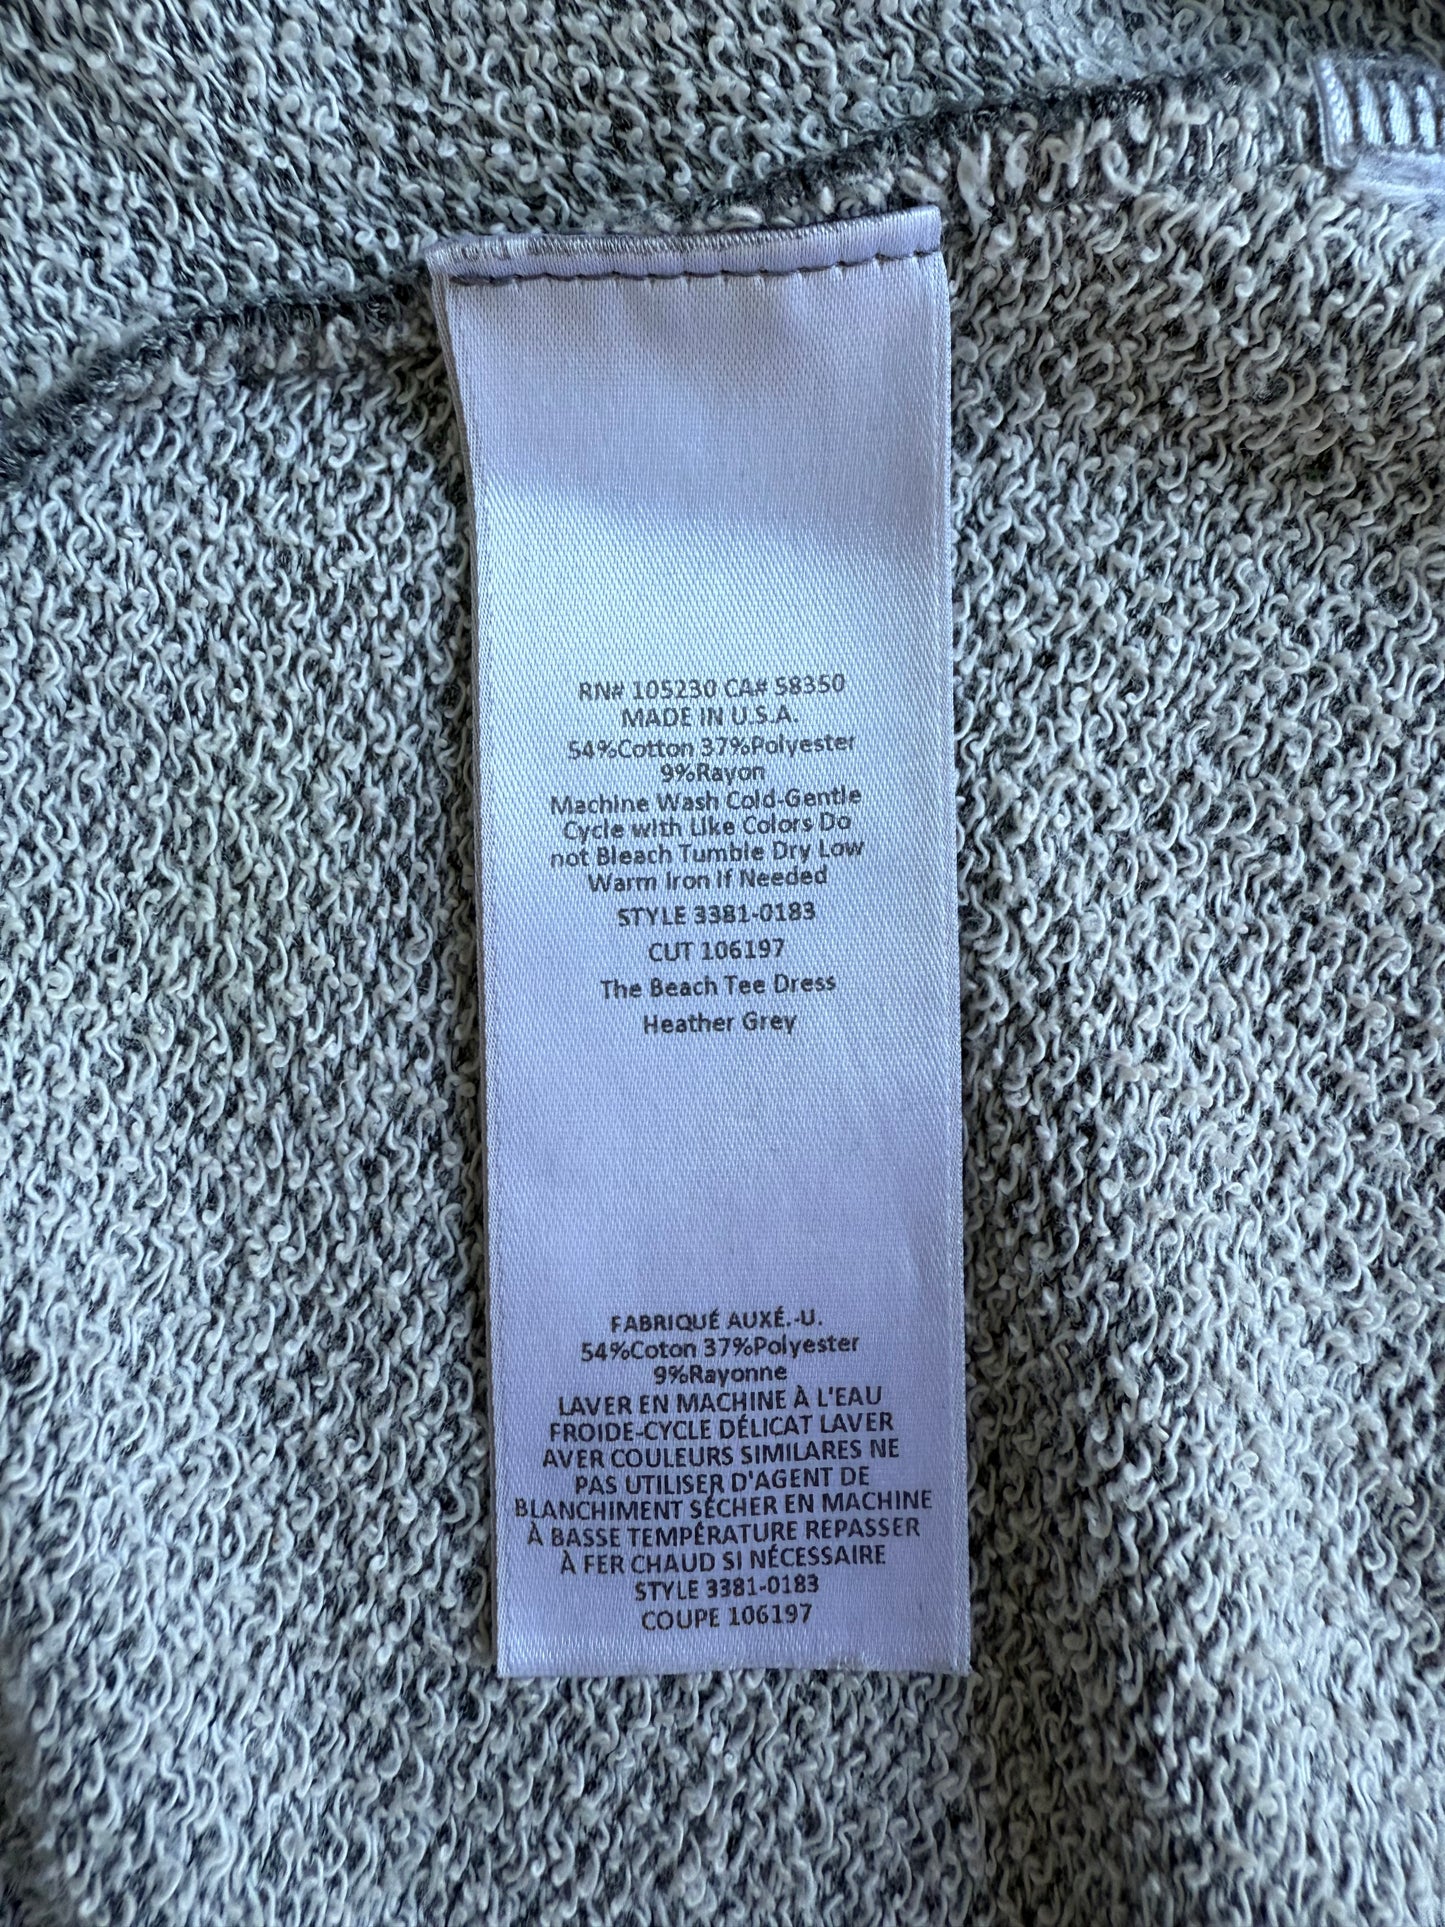 RN# 105230 CA# 58350
MADE IN U.S.A.
54%Cotton 37%Polyester
9%Rayon
Machine Wash Cold-Gentle
Cycle with Like Colors Do
not Bleach Tumble Dry Low
Warm Iron If Needed
STYLE 3381-0183
CUT 106197
The Beach Tee Dress
Heather Grey
FABRIQUÉ AUXÉ.-U.
54%Coton 37%Polyester
9%Rayonne
LAVER EN MACHINE À L'EAU
FROIDE-CYCLE DÉLICAT LAVER
AVER COULEURS SIMILARES NE
PAS UTILISER D'AGENT DE
BLANCHIMENT SÉCHER EN MACHINE
À BASSE TEMPÉRATURE REPASSER
À FER CHAUD SI NÉCESSAIRE
STYLE 3381-0183
COUPE 106197